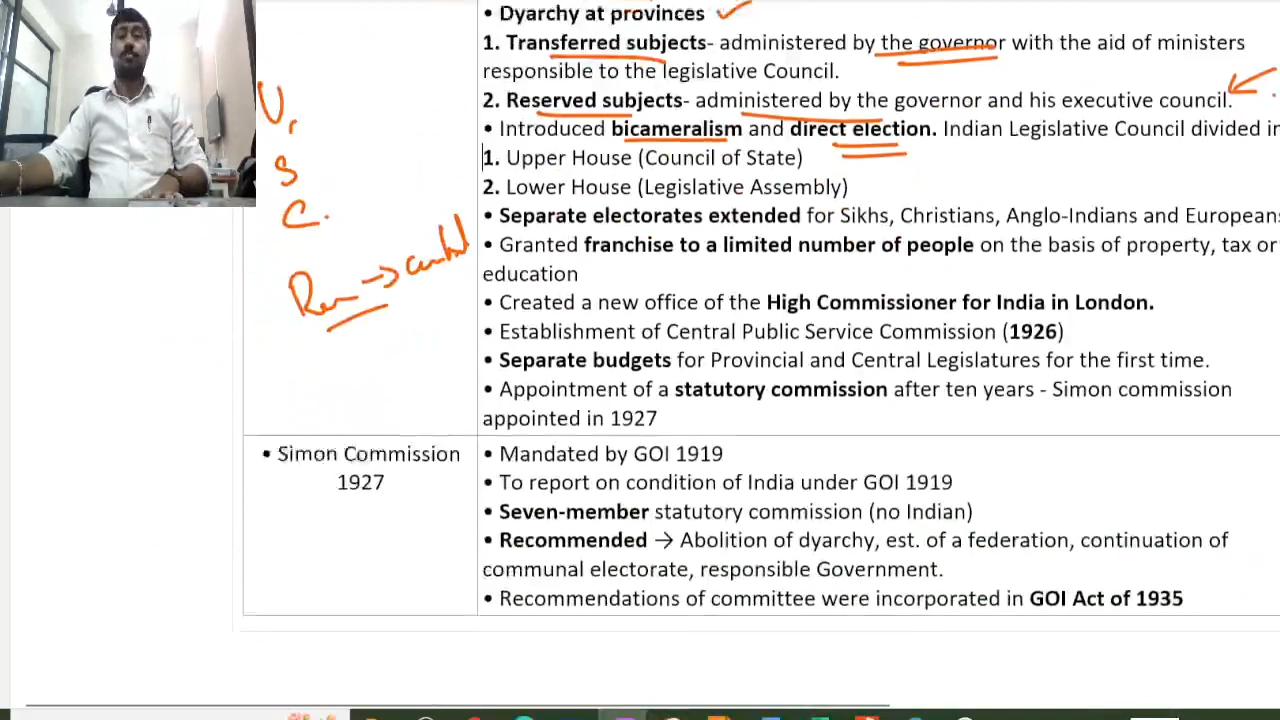 • Dyarchy at provinces
1. Transferred subjects- administered by the governor with the aid of ministers
responsible to the legislative Council.
2. Reserved subjects- administered by the governor and his executive council.
• Introduced bicameralism and direct election. Indian Legislative Council divided in
1. Upper House (Council of State)
2. Lower House (Legislative Assembly)
• Separate electorates extended for Sikhs, Christians, Anglo-Indians and Europeans
• Granted franchise to a limited number of people on the basis of property, tax or
education
• Created a new office of the High Commissioner for India in London.
• Establishment of Central Public Service Commission (1926)
• Separate budgets for Provincial and Central Legislatures for the first time.
• Appointment of a statutory commission after ten years - Simon commission
appointed in 1927
U,
S
C.
• Simon Commission
1927
• Mandated by GOI 1919
• To report on condition of India under GOI 1919
• Seven-member statutory commission (no Indian)
• Recommended → Abolition of dyarchy, est. of a federation, continuation of
communal electorate, responsible Government.
• Recommendations of committee were incorporated in GOI Act of 1935